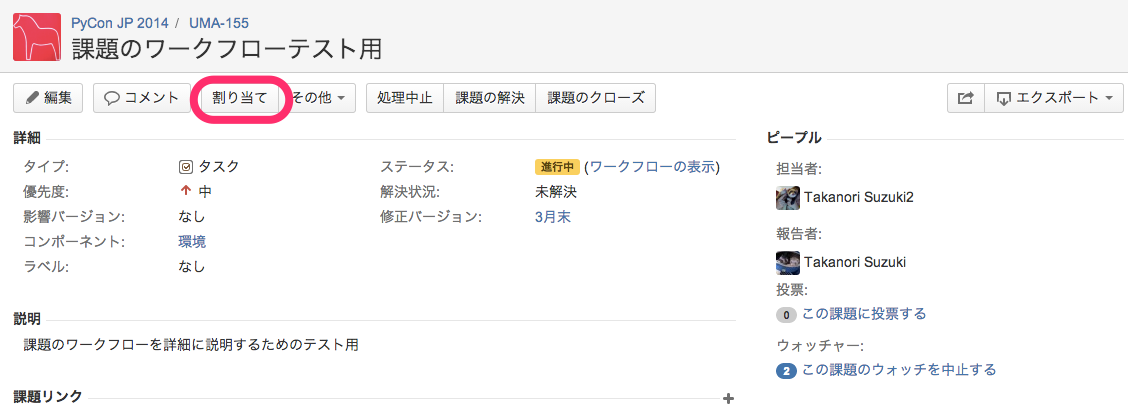 PyCon JP 2014 / UMA-155
課題のワークフローテスト用
編集 コメント 割り当て その他 処理中止 課題の解決 課題のクローズ エクスポート
詳細
タイプ: タスク ステータス: 進行中 (ワークフローの表示)
優先度: 中 解決状況: 未解決
影響バージョン: なし 修正バージョン: 3月末
コンポーネント: 環境
ラベル: なし
説明
課題のワークフローを詳細に説明するためのテスト用
課題リンク
ピープル
担当者:
Takanori Suzuki2
報告者:
Takanori Suzuki
投票:
0 この課題に投票する
ウォッチャー:
2 この課題のウォッチを中止する